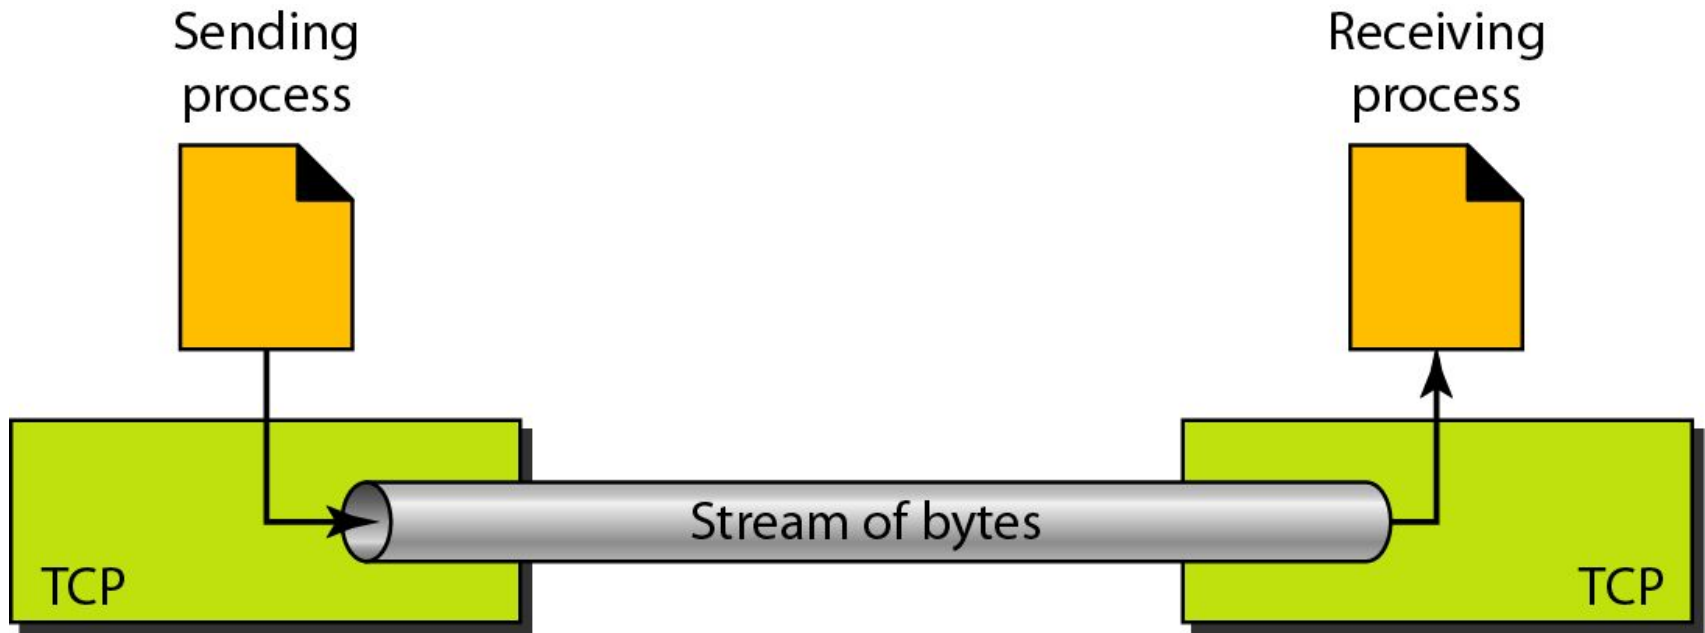 Sending
process
Receiving
process
Stream of bytes
TCP
TCP